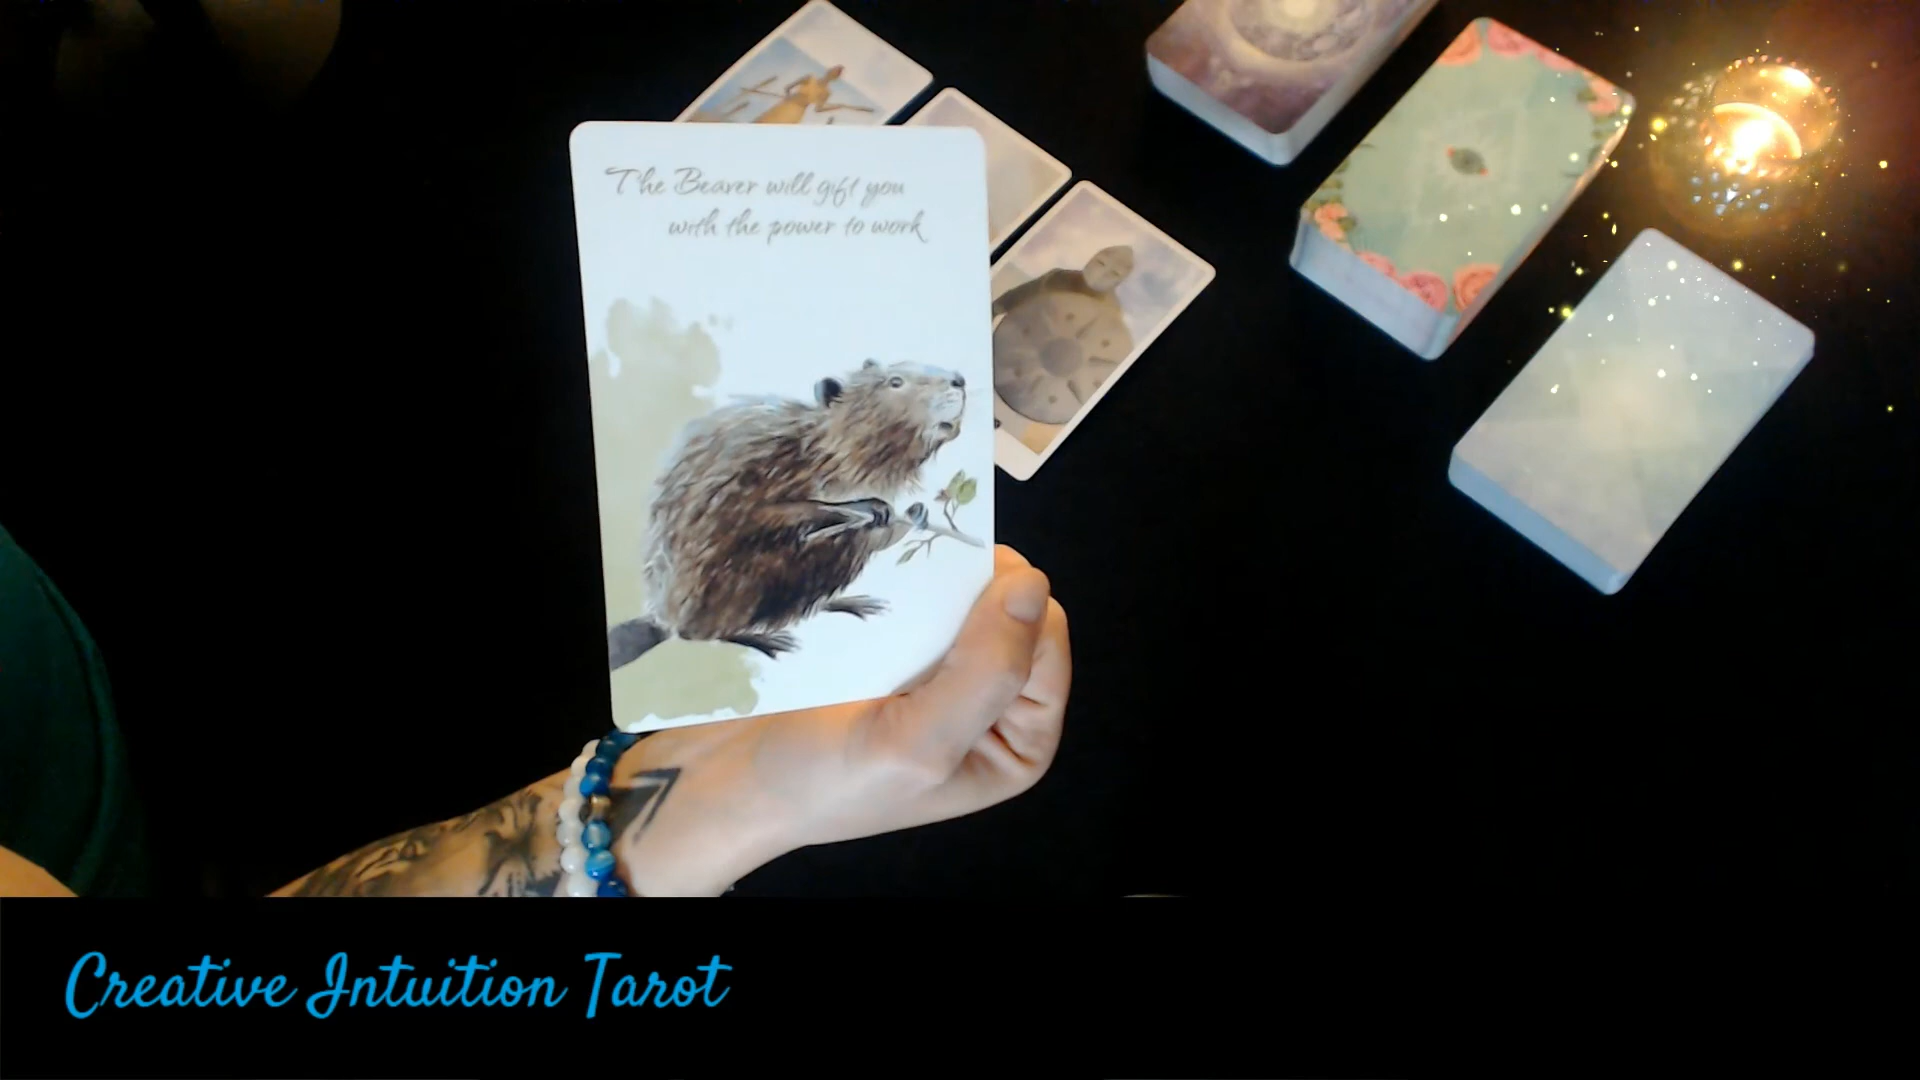 The Beaver will gift you
with the power to work
Creative Intuition Tarot